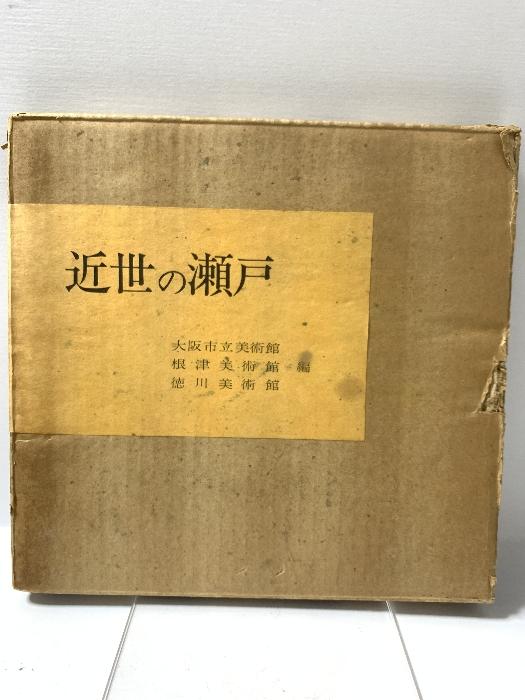 近世の瀬戸
大阪市立美術館
根津美術館 編
徳川美術館